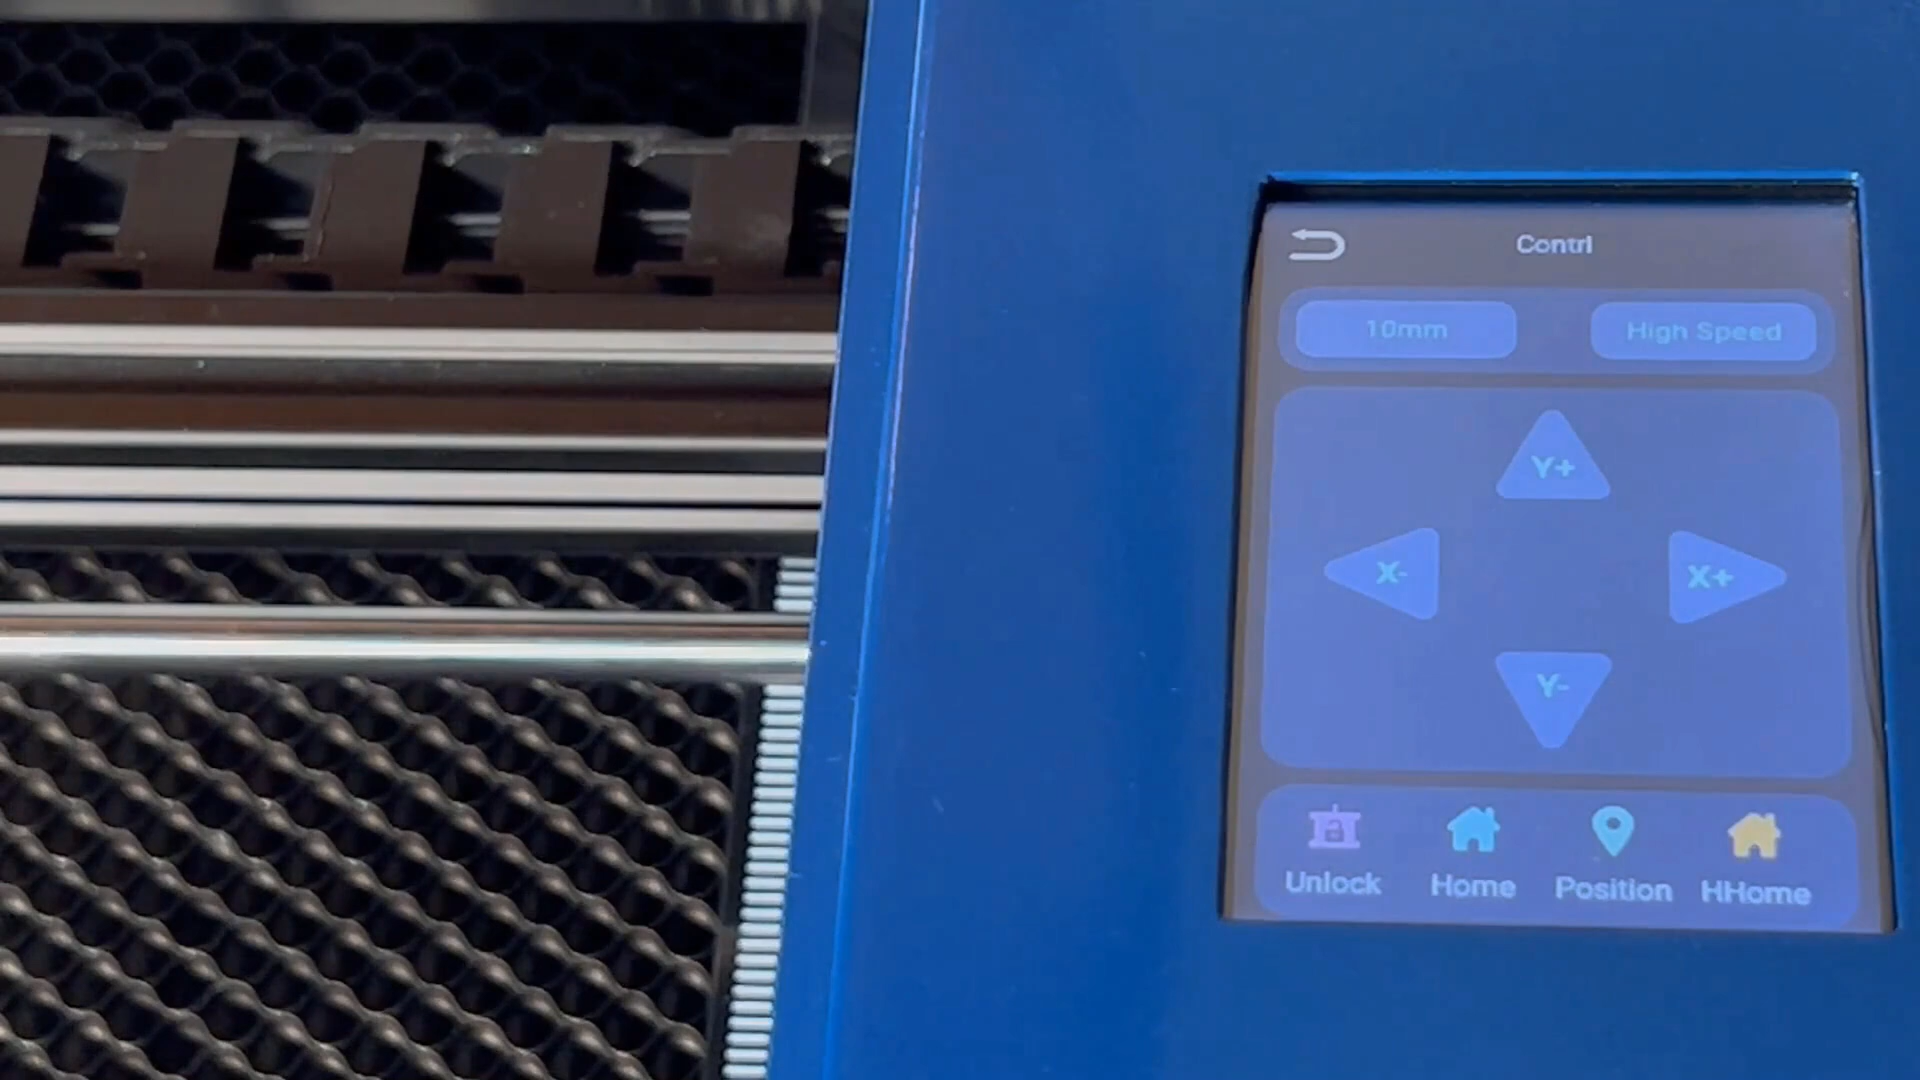 Contrl
10mm
High Speed
Y+
X-
X+
Y-
Unlock
Home
Position
HHome